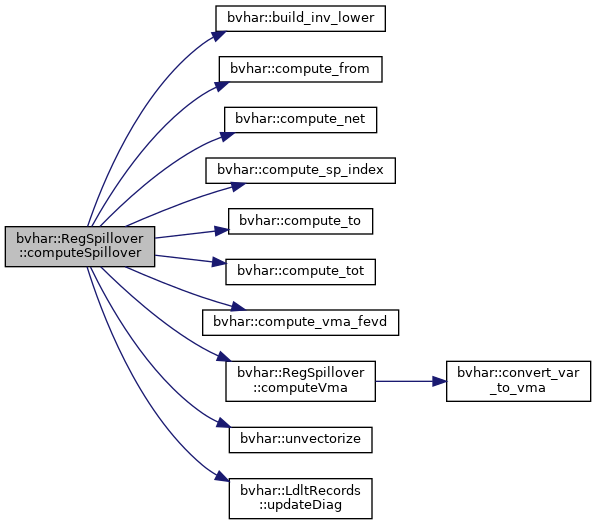 bvhar::build_inv_lower
bvhar::compute_from
bvhar::compute_net
bvhar::compute_sp_index
bvhar::RegSpillover
::computeSpillover
bvhar::compute_to
bvhar::compute_tot
bvhar::compute_vma_fevd
bvhar::RegSpillover
::computeVma
bvhar::convert_var
_to_vma
bvhar::unvectorize
bvhar::LdltRecords
::updateDiag